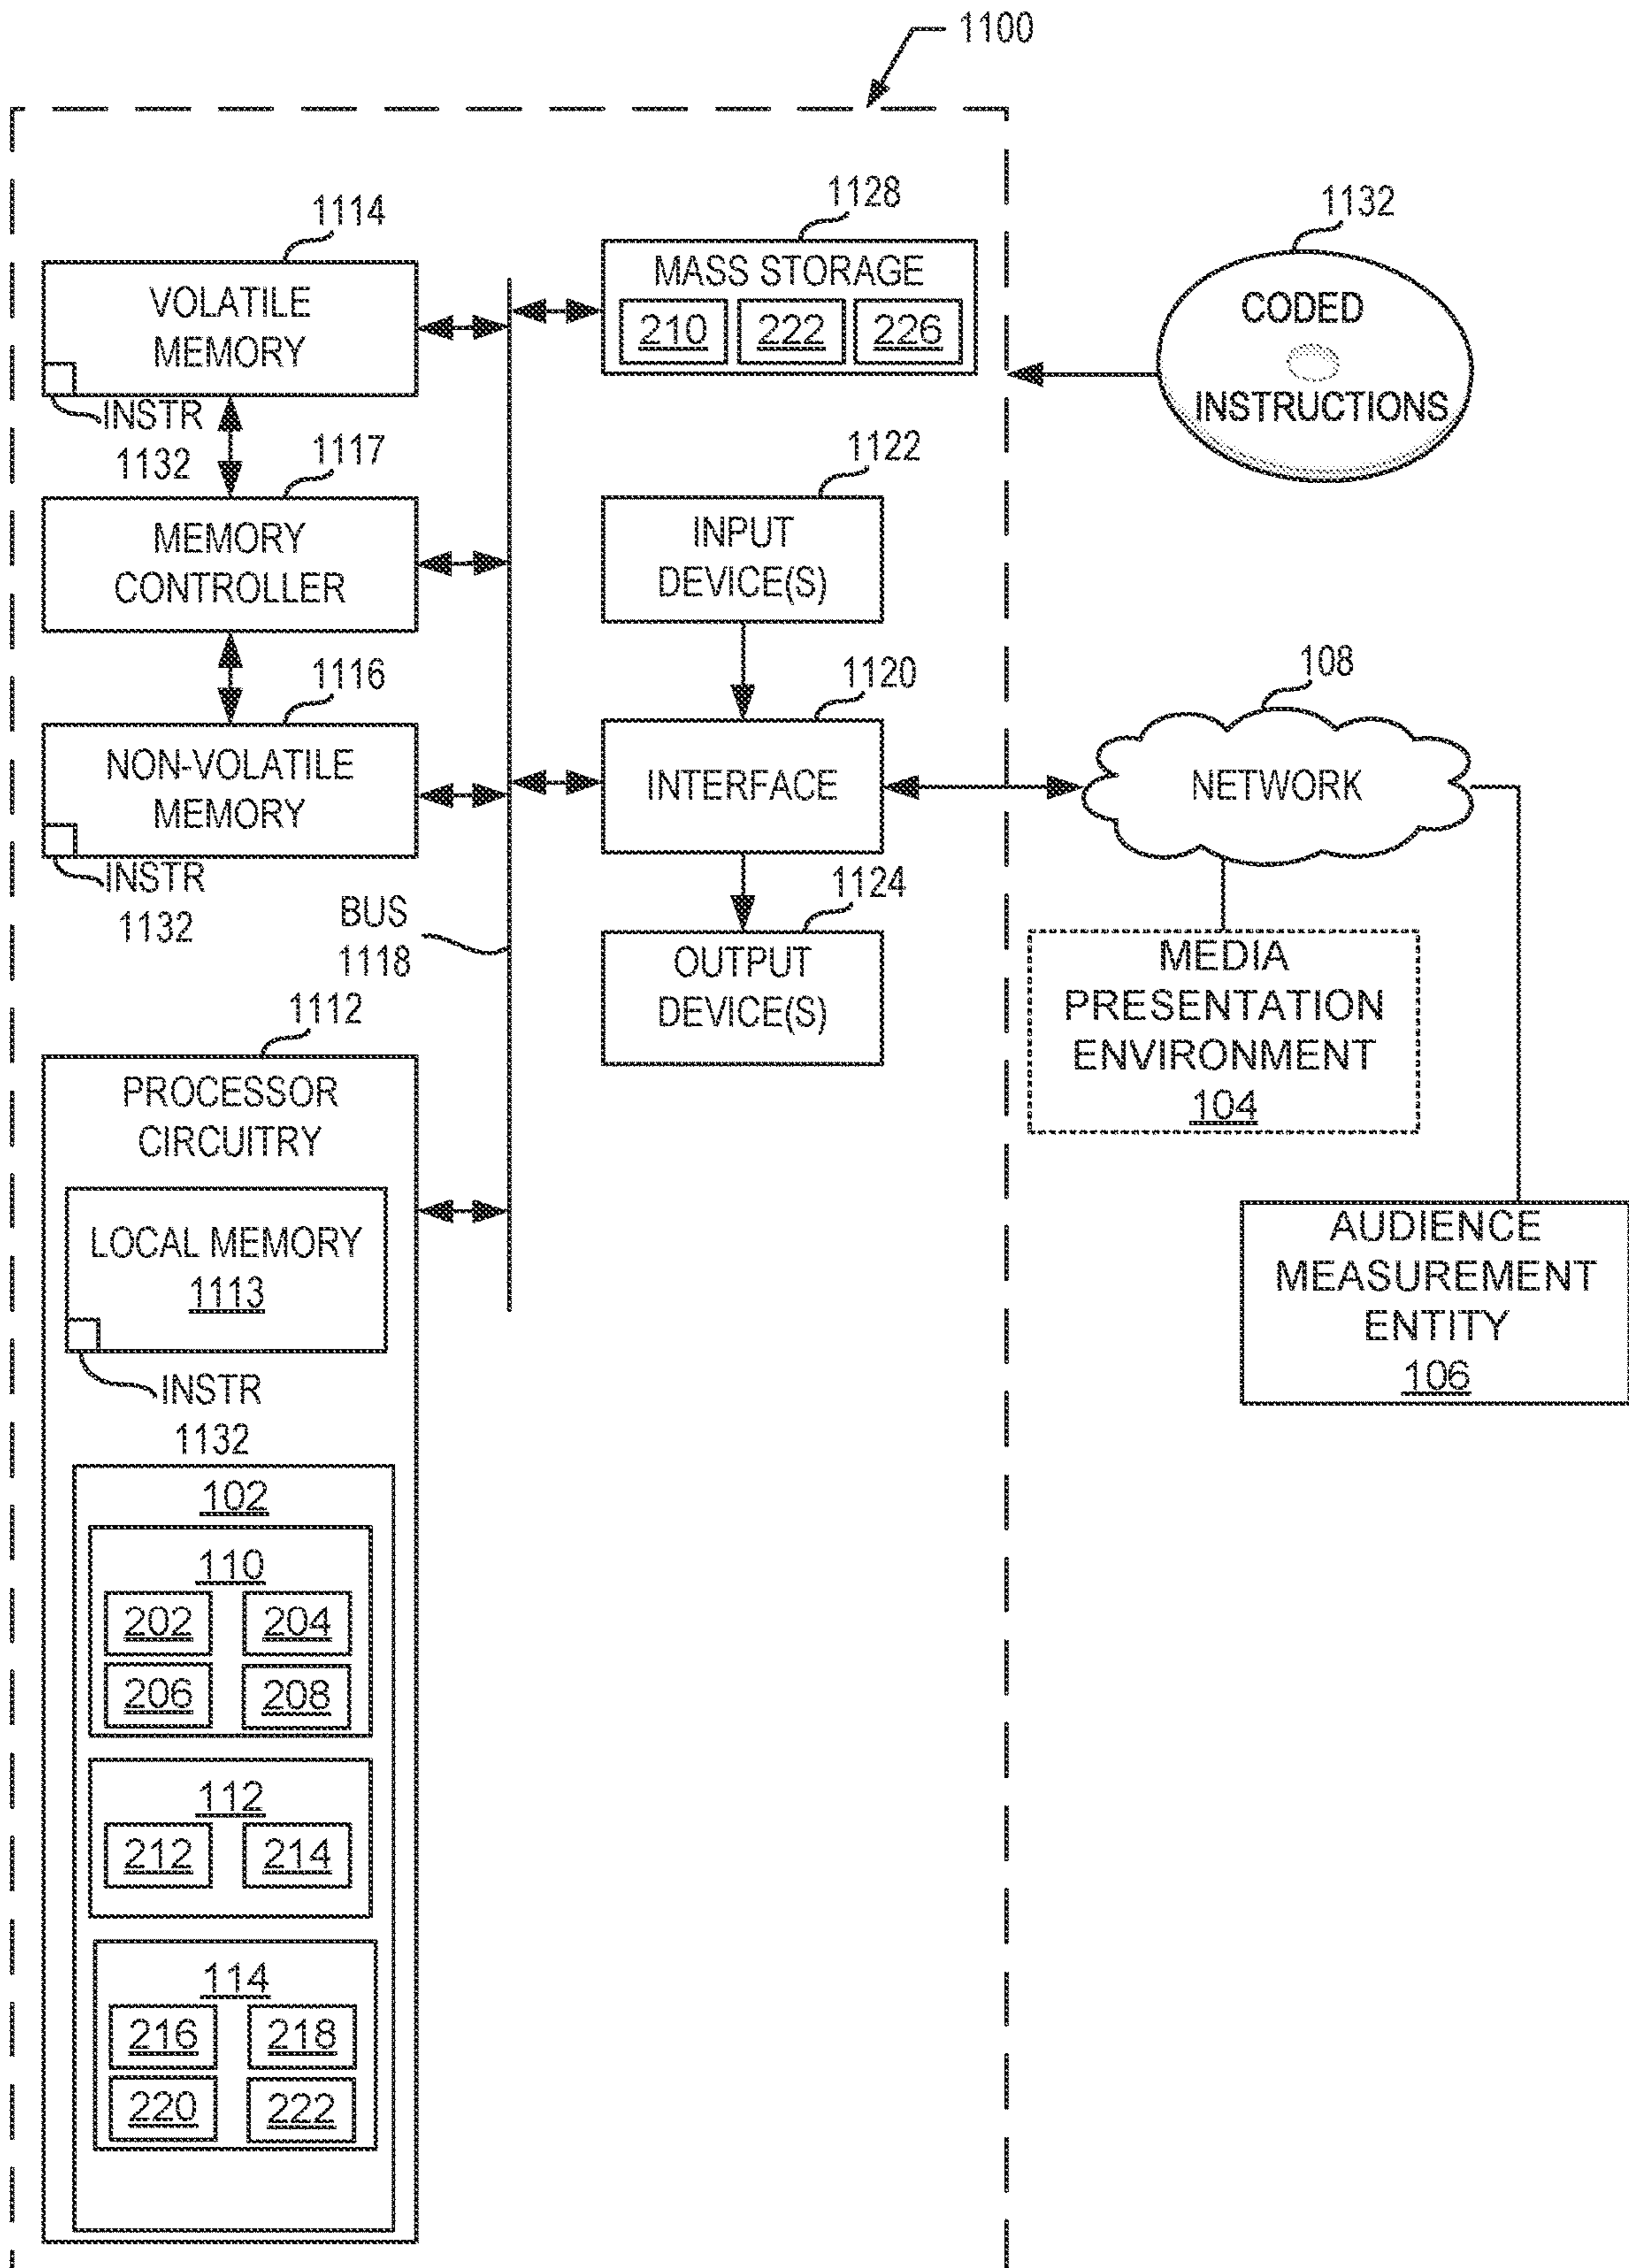 1100
1114
VOLATILE
MEMORY
INSTR
1132
1117
MEMORY
CONTROLLER
1116
NON-VOLATILE
MEMORY
INSTR
1132
BUS
1118
1112
PROCESSOR
CIRCUITRY
LOCAL MEMORY
1113
INSTR
1132
102
110
202 204
206 208
112
212 214
114
216 218
220 222
1128
MASS STORAGE
210 222 226
1122
INPUT
DEVICE(S)
1120
INTERFACE
1124
OUTPUT
DEVICE(S)
1132
CODED
INSTRUCTIONS
108
NETWORK
MEDIA
PRESENTATION
ENVIRONMENT
104
AUDIENCE
MEASUREMENT
ENTITY
106